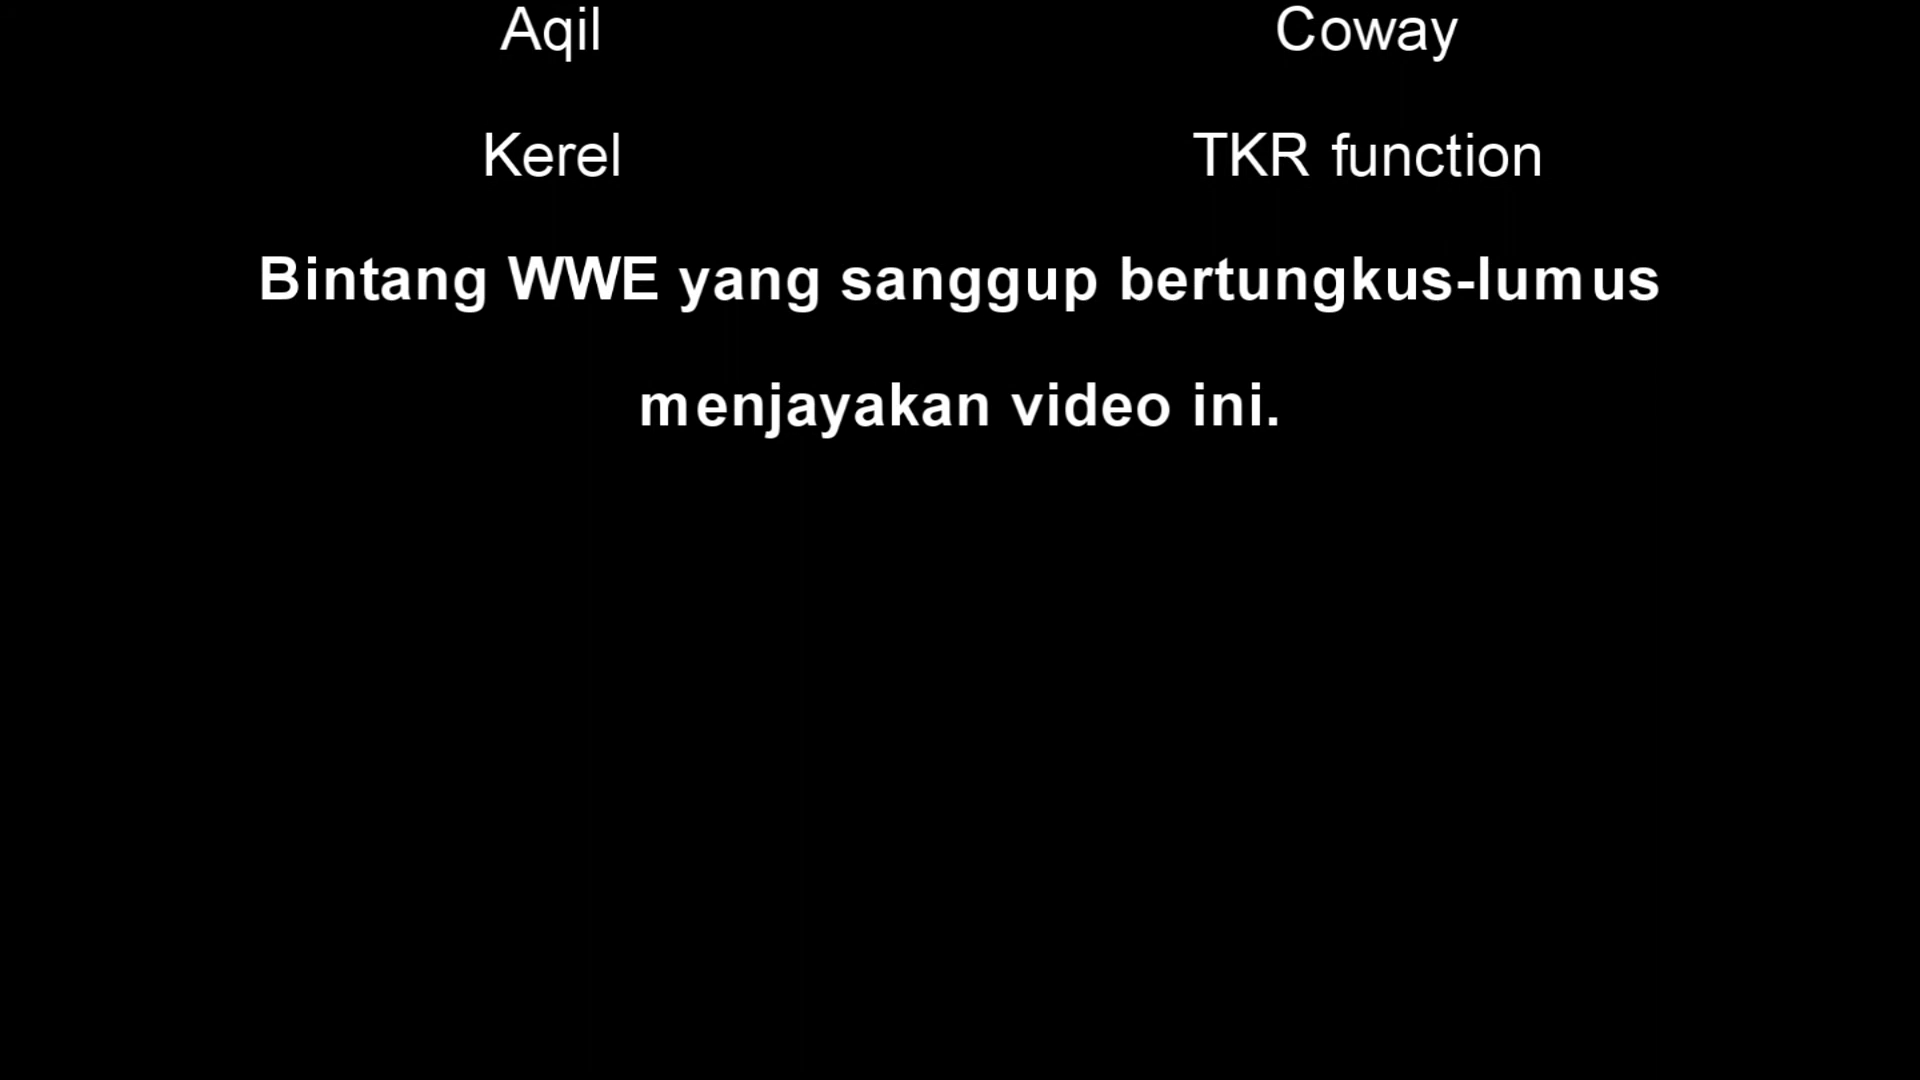 Aqil Coway
Kerel TKR function
Bintang WWE yang sanggup bertungkus-lumus
menjayakan video ini.